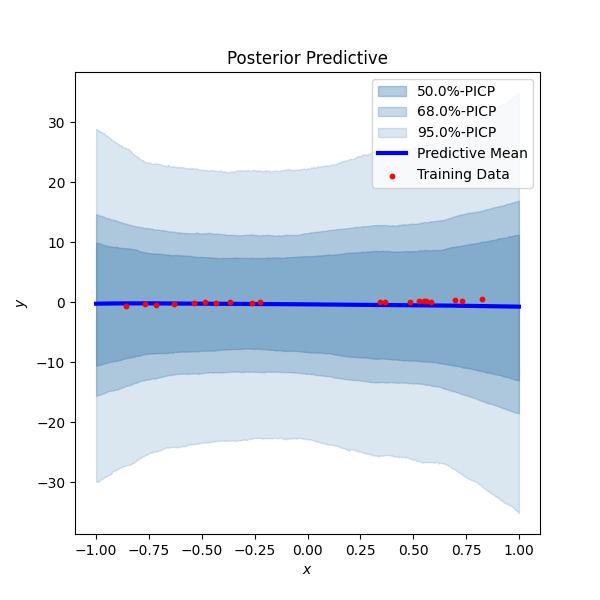 Posterior Predictive
50.0%-PICP
68.0%-PICP
95.0%-PICP
Predictive Mean
Training Data
30
20
10
0
−10
−20
−30
y
−1.00 −0.75 −0.50 −0.25 0.00 0.25 0.50 0.75 1.00
x